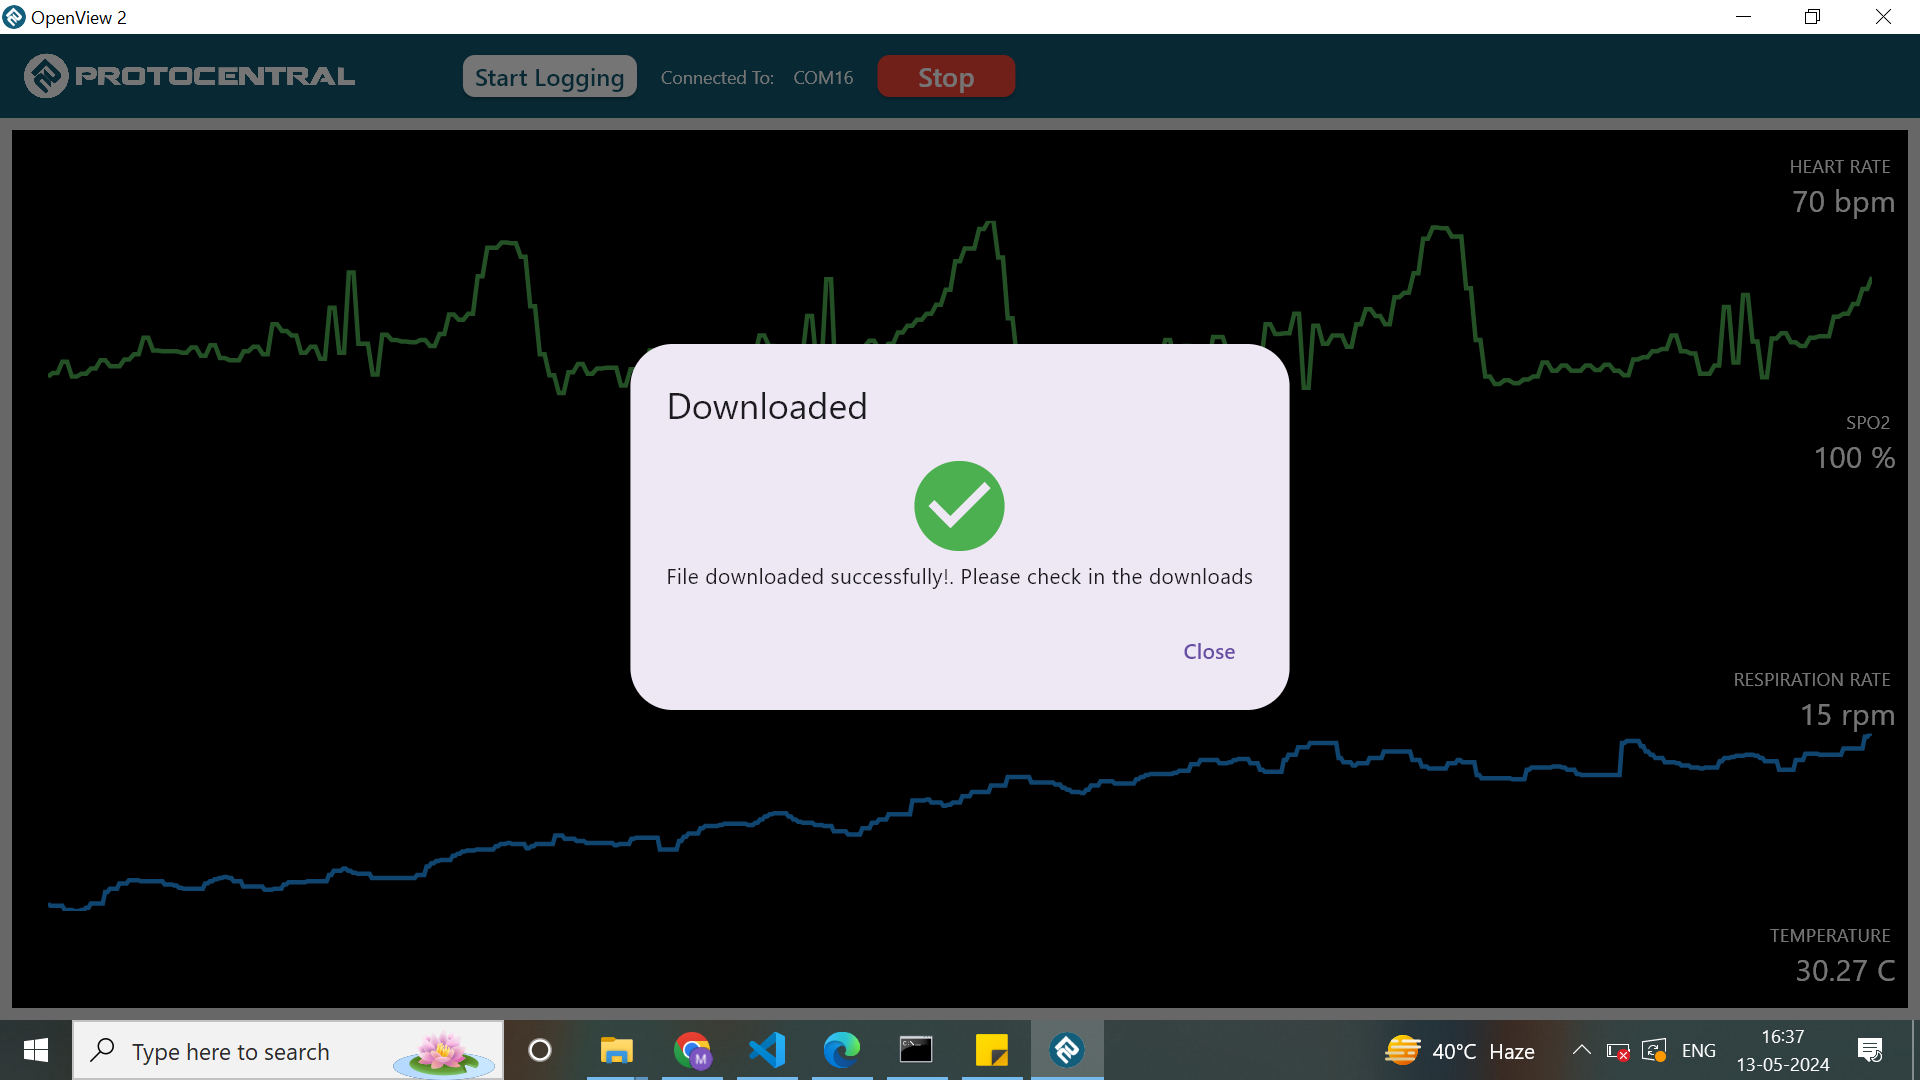 OpenView 2
PROTOCENTRAL
Start Logging
Connected To: COM16
Stop
HEART RATE
70 bpm
SPO2
100 %
Downloaded
File downloaded successfully!. Please check in the downloads
Close
RESPIRATION RATE
15 rpm
TEMPERATURE
30.27 C
Type here to search
M
40°C Haze
ENG
16:37
13-05-2024